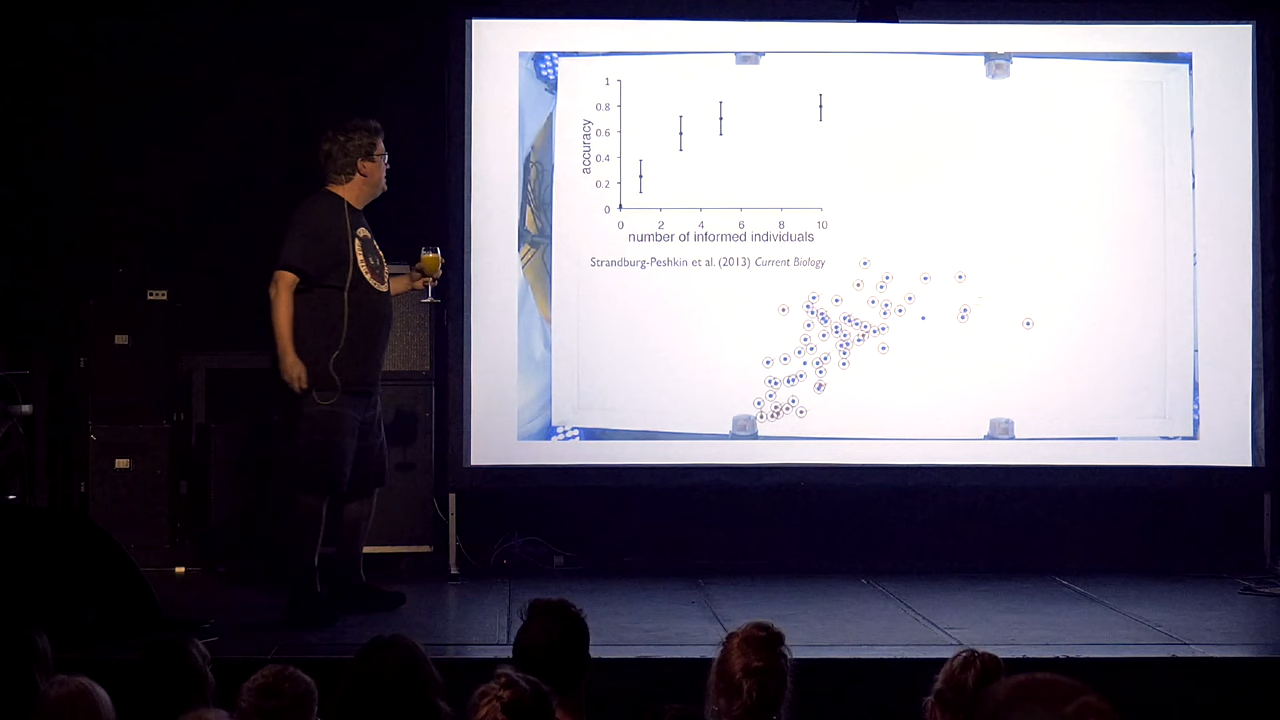 1
0.8
0.6
0.4
0.2
0
accuracy
0 2 4 6 8 10
number of informed individuals
Strandburg-Peshkin et al. (2013) Current Biology